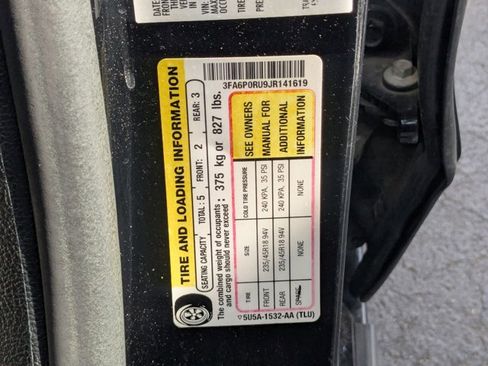 TIRE AND LOADING INFORMATION
SEATING CAPACITY TOTAL: 5 FRONT: 2 REAR: 3
The combined weight of occupants and cargo should never exceed: 375 kg or 827 lbs.
TIRE SIZE COLD TIRE PRESSURE
FRONT 235/45R18 94V 240 KPA, 35 PSI
REAR 235/45R18 94V 240 KPA, 35 PSI
SPARE NONE NONE
SEE OWNERS
MANUAL FOR
ADDITIONAL
INFORMATION
3FA6P0RU9JR141619
5U5A-1532-AA (TLU)